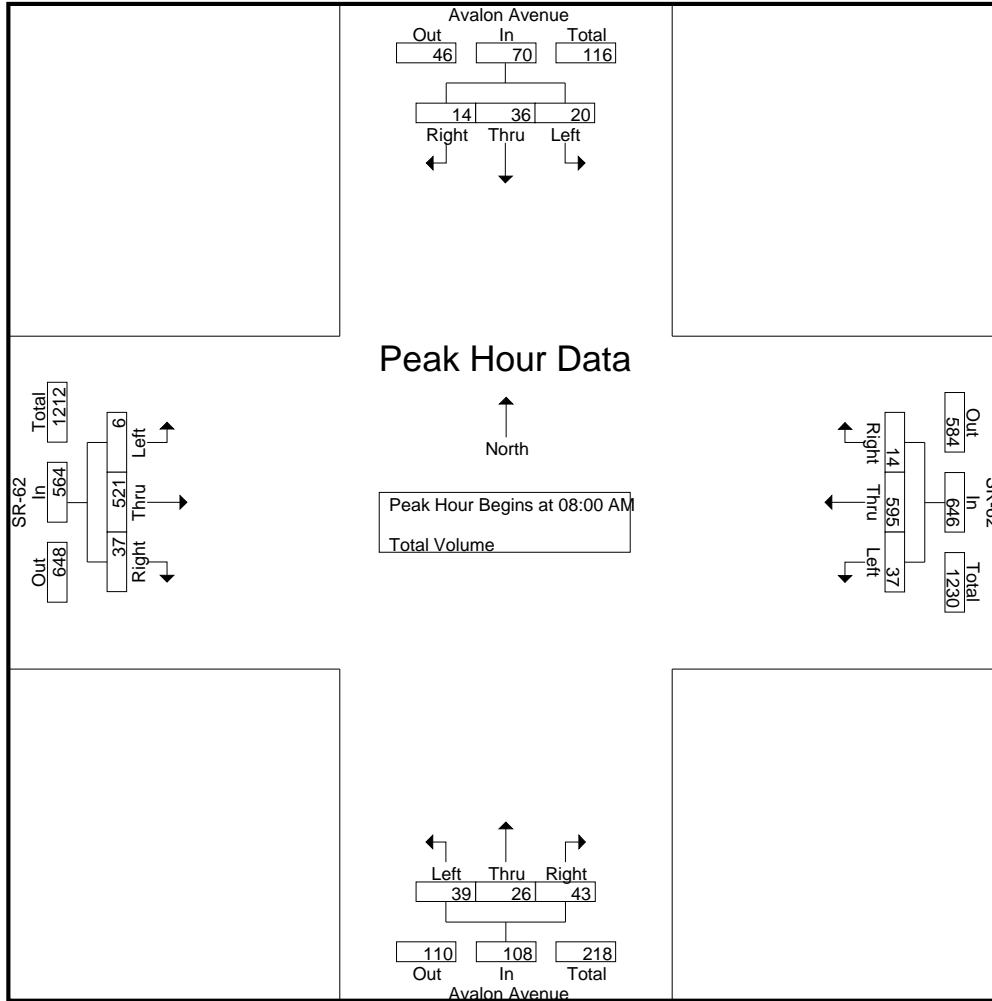 Avalon Avenue
Out In Total
46 70 116
14 36 20
Right Thru Left
Peak Hour Data
North
Peak Hour Begins at 08:00 AM
Total Volume
SR-62
Total In Out
1212 564 648
6 521 37
Left Thru Right
SR-62
Out In Total
584 646 1230
14 595 37
Right Thru Left
Left Thru Right
39 26 43
110 108 218
Out In Total
Avalon Avenue